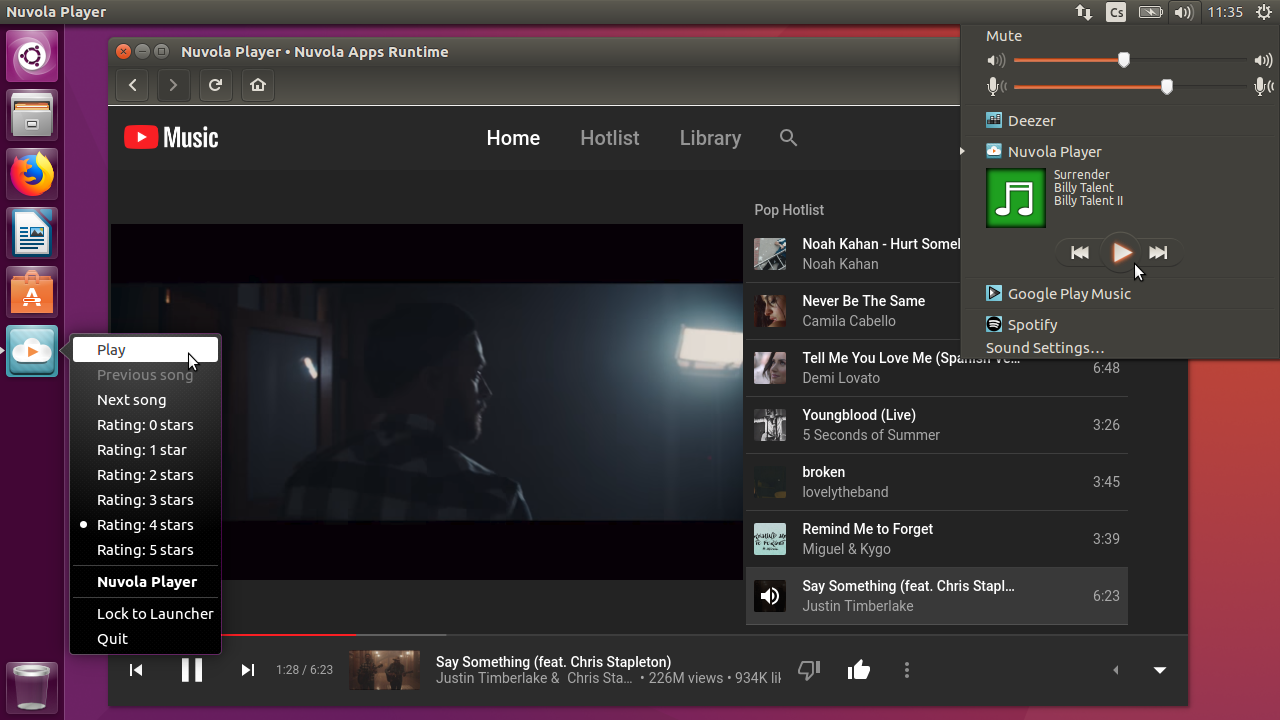 Nuvola Player
Cs
11:35
Nuvola Player • Nuvola Apps Runtime
Music
Home
Hotlist
Library
Pop Hotlist
Noah Kahan - Hurt Somel
Noah Kahan
Never Be The Same
Camila Cabello
Tell Me You Love Me (Spanish Ve…
Demi Lovato
6:48
Youngblood (Live)
5 Seconds of Summer
3:26
broken
lovelytheband
3:45
Remind Me to Forget
Miguel & Kygo
3:39
Say Something (feat. Chris Stapl…
Justin Timberlake
6:23
Mute
Deezer
Nuvola Player
Surrender
Billy Talent
Billy Talent II
Google Play Music
Spotify
Sound Settings…
Play
Previous song
Next song
Rating: 0 stars
Rating: 1 star
Rating: 2 stars
Rating: 3 stars
Rating: 4 stars
Rating: 5 stars
Nuvola Player
Lock to Launcher
Quit
1:28 / 6:23
Say Something (feat. Chris Stapleton)
Justin Timberlake & Chris Sta… • 226M views • 934K lik